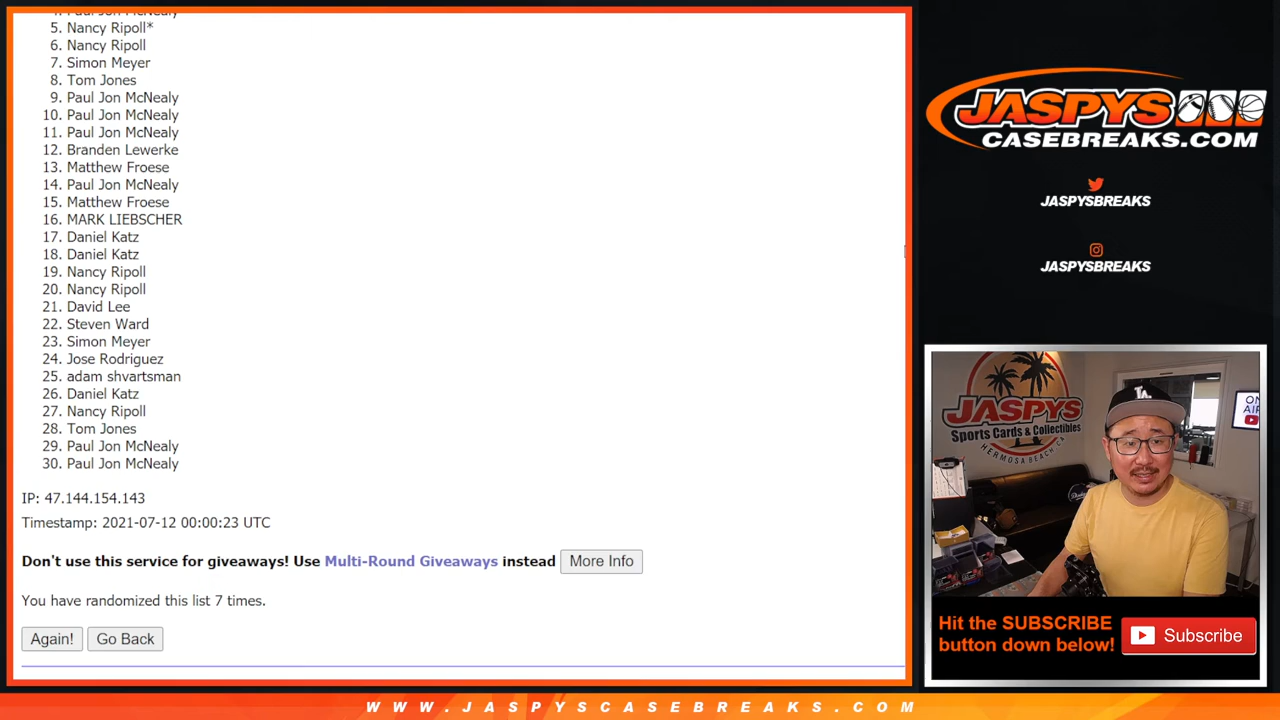 4. Paul Jon McNealy
5. Nancy Ripoll*
6. Nancy Ripoll
7. Simon Meyer
8. Tom Jones
9. Paul Jon McNealy
10. Paul Jon McNealy
11. Paul Jon McNealy
12. Branden Lewerke
13. Matthew Froese
14. Paul Jon McNealy
15. Matthew Froese
16. MARK LIEBSCHER
17. Daniel Katz
18. Daniel Katz
19. Nancy Ripoll
20. Nancy Ripoll
21. David Lee
22. Steven Ward
23. Simon Meyer
24. Jose Rodriguez
25. adam shvartsman
26. Daniel Katz
27. Nancy Ripoll
28. Tom Jones
29. Paul Jon McNealy
30. Paul Jon McNealy
IP: 47.144.154.143
Timestamp: 2021-07-12 00:00:23 UTC
Don't use this service for giveaways! Use Multi-Round Giveaways instead More Info
You have randomized this list 7 times.
Again! Go Back
JASPYS
CASEBREAKS.COM
JASPYSBREAKS
JASPYSBREAKS
JASPYS
Sports Cards & Collectibles
HERMOSA BEACH, CA
ON
AIR
LA
Hit the SUBSCRIBE
button down below!
Subscribe
WWW.JASPYSCASEBREAKS.COM